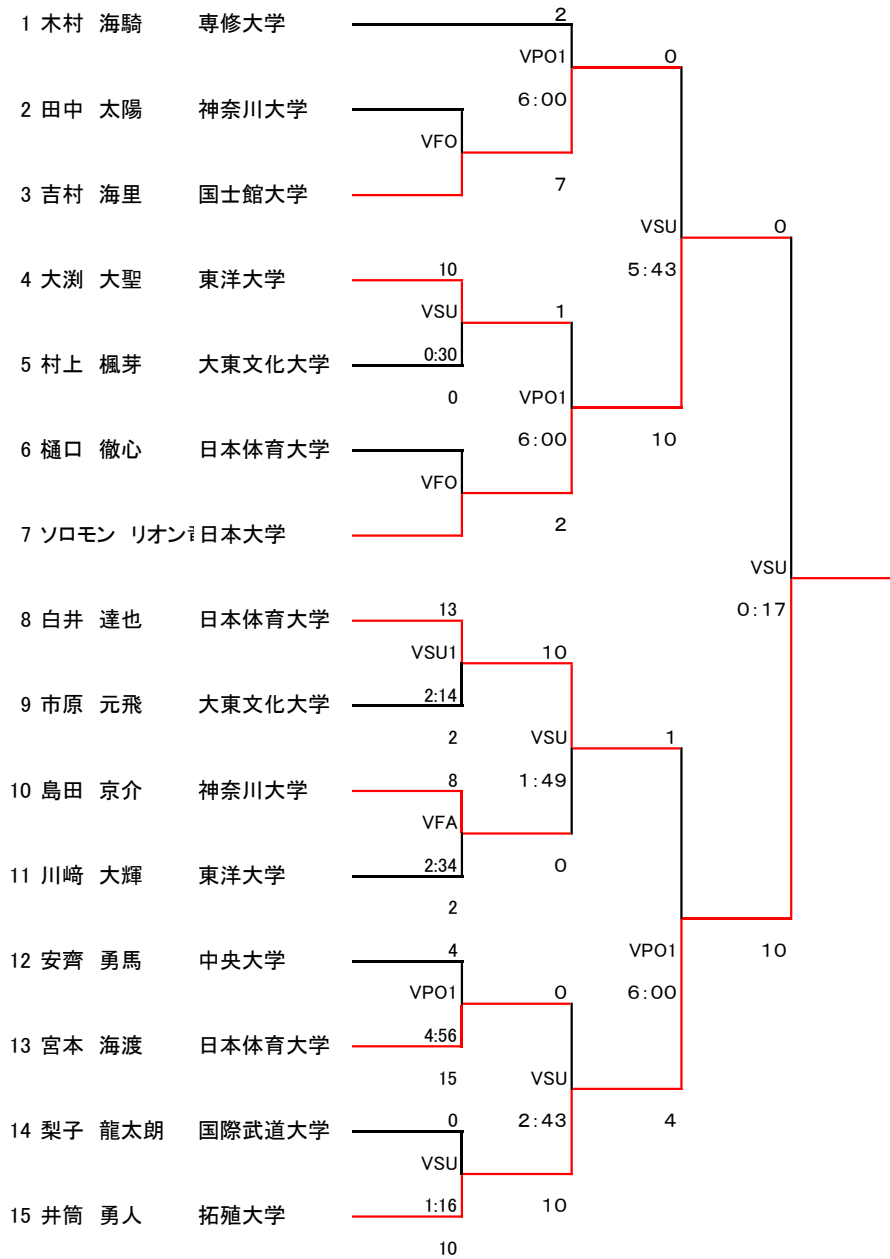 2
1 木村 海騎 専修大学
VPO1 0
6:00
2 田中 太陽 神奈川大学
VFO
7
3 吉村 海里 国士館大学
VSU 0
10 5:43
4 大渕 大聖 東洋大学
VSU 1
0:30
5 村上 楓芽 大東文化大学
0 VPO1
6:00 10
6 樋口 徹心 日本体育大学
VFO
2
7 ソロモン リオン 日本大学
VSU
13 0:17
8 白井 達也 日本体育大学
VSU1 10
2:14
9 市原 元飛 大東文化大学
2 VSU 1
8 1:49
10 島田 京介 神奈川大学
VFA
2:34 0
11 川﨑 大輝 東洋大学
2
4 VPO1 10
12 安齊 勇馬 中央大学
VPO1 0 6:00
4:56
13 宮本 海渡 日本体育大学
15 VSU
0 2:43 4
14 梨子 龍太朗 国際武道大学
VSU
1:16 10
15 井筒 勇人 拓殖大学
10